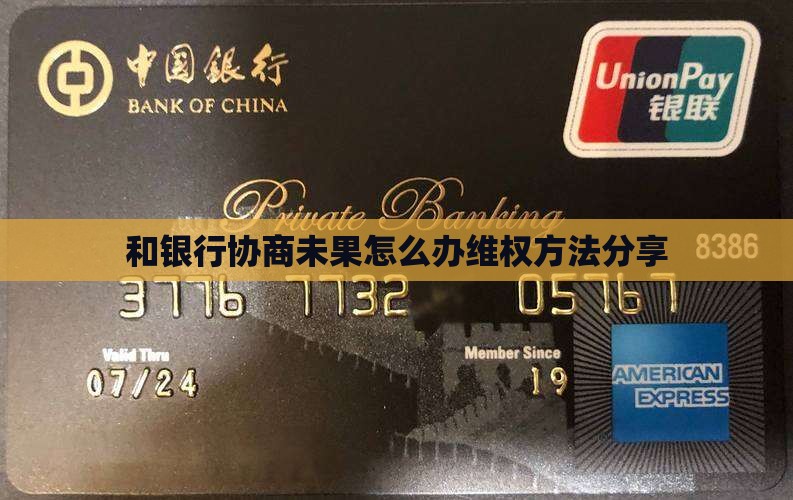 中国銀行
BANK OF CHINA
UnionPay
银联
Private Banking
和银行协商未果怎么办维权方法分享
8386
3776 7732 05767
Valid Thru
Member Since
07/24
19
AMERICAN
EXPRESS